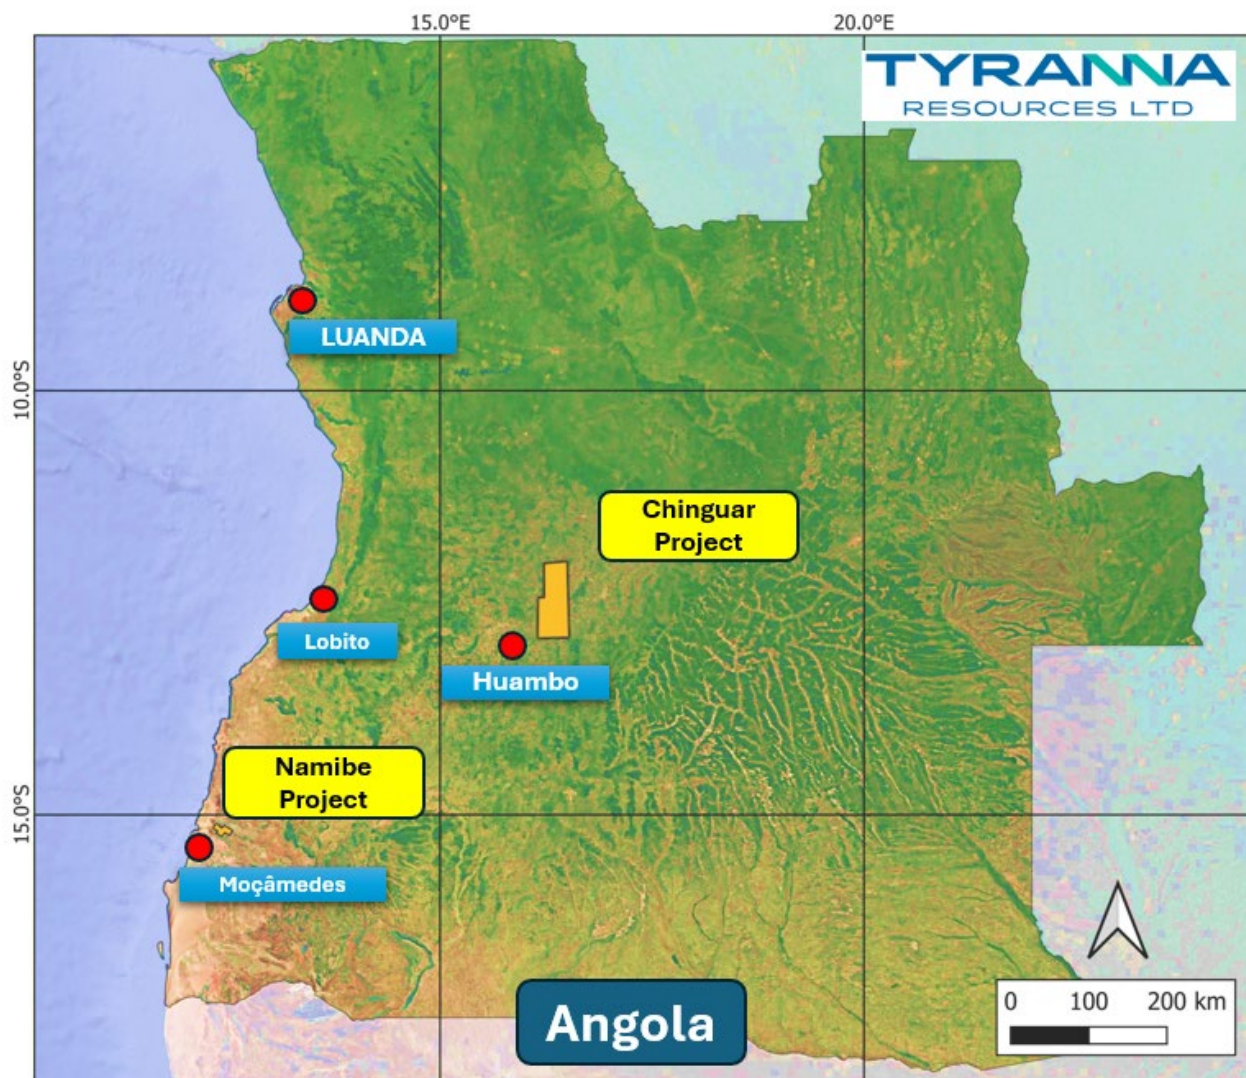 15.0°E
20.0°E
TYRANNA
RESOURCES LTD
LUANDA
10.0°S
Chinguar
Project
Lobito
Huambo
Namibe
Project
15.0°S
Moçâmedes
Angola
0 100 200 km